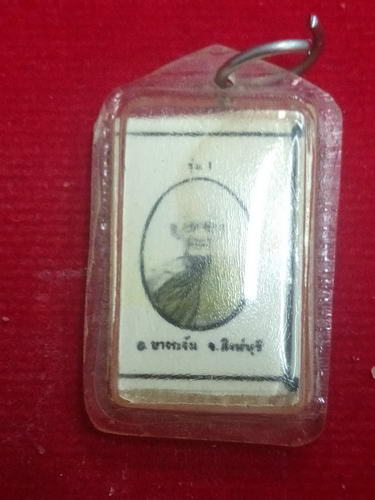 รุ่น 1
อ. บางระจัน จ. สิงห์บุรี